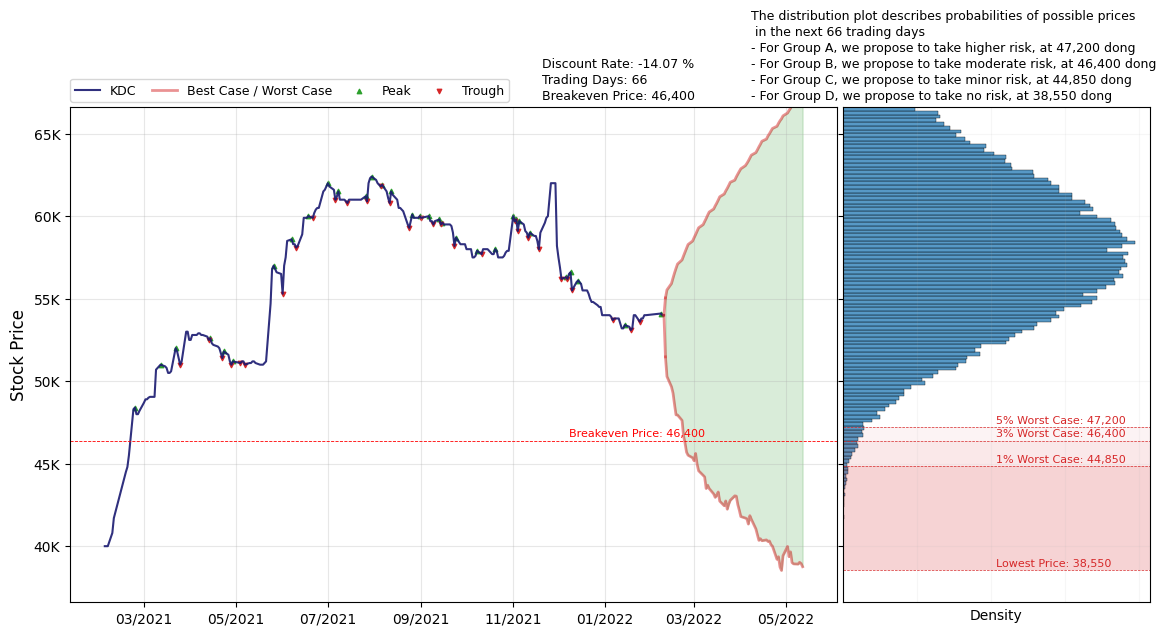 The distribution plot describes probabilities of possible prices
in the next 66 trading days
- For Group A, we propose to take higher risk, at 47,200 dong
- For Group B, we propose to take moderate risk, at 46,400 dong
- For Group C, we propose to take minor risk, at 44,850 dong
- For Group D, we propose to take no risk, at 38,550 dong
Discount Rate: -14.07 %
Trading Days: 66
Breakeven Price: 46,400
KDC
Best Case / Worst Case
Peak
Trough
Stock Price
65K
60K
55K
50K
45K
40K
Breakeven Price: 46,400
5% Worst Case: 47,200
3% Worst Case: 46,400
1% Worst Case: 44,850
Lowest Price: 38,550
03/2021
05/2021
07/2021
09/2021
11/2021
01/2022
03/2022
05/2022
Density